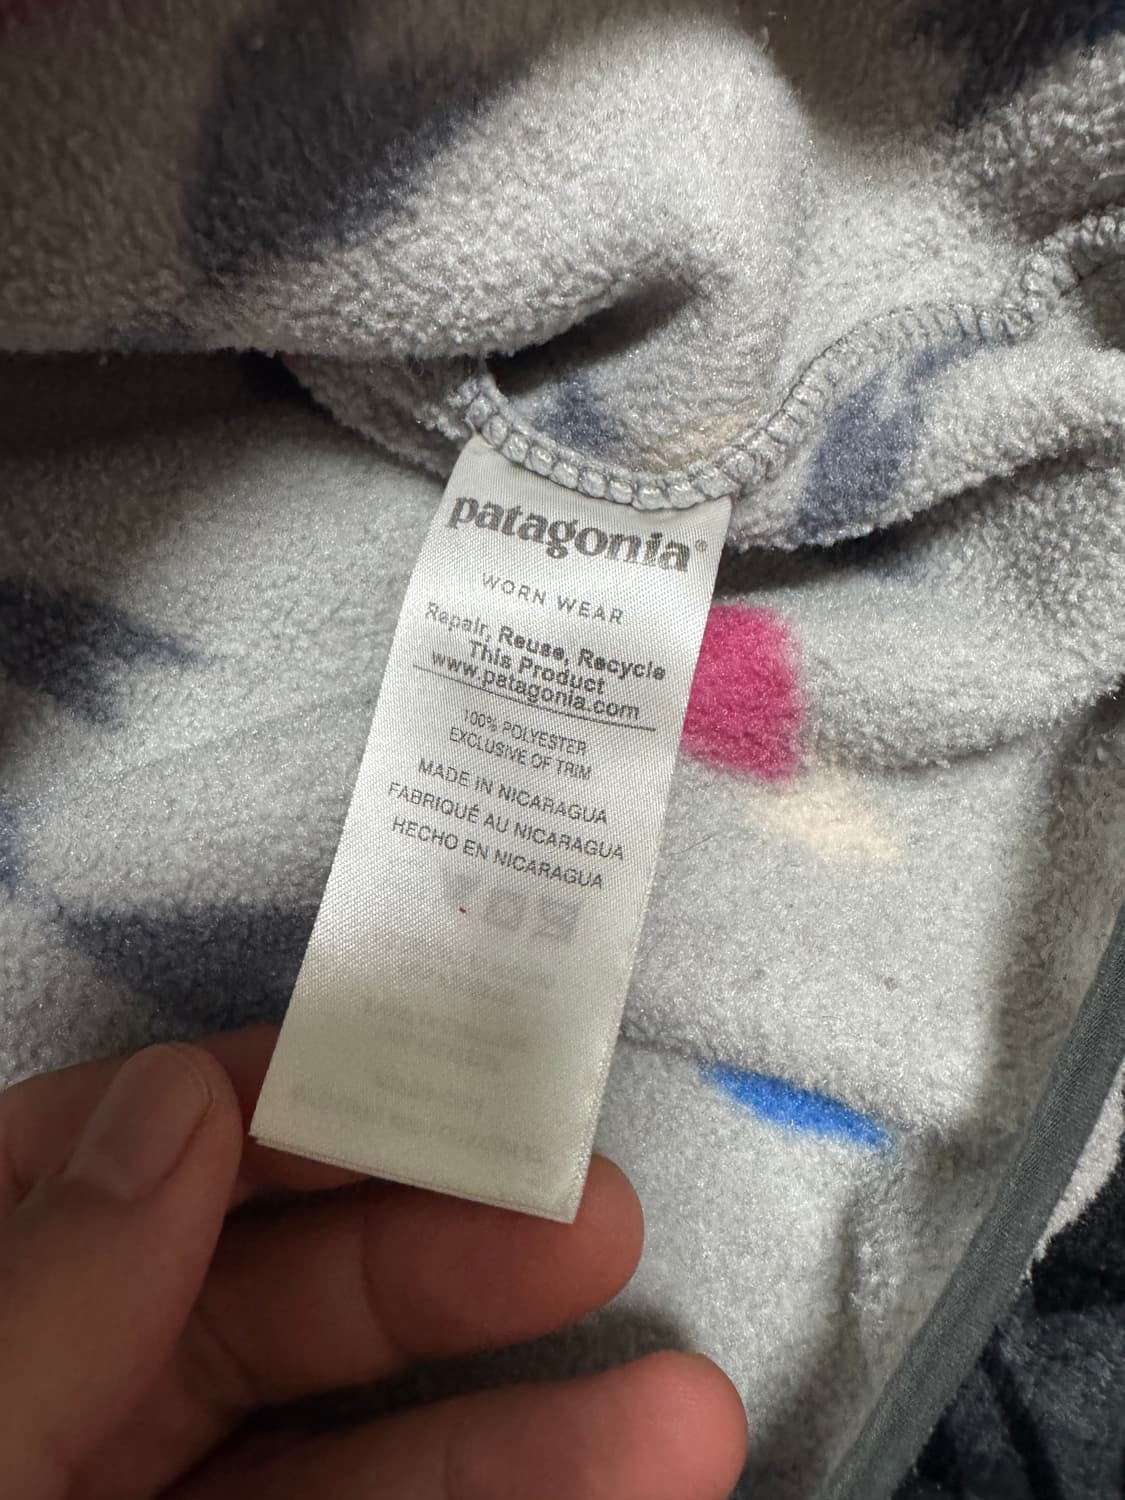 patagonia®
WORN WEAR
Repair, Reuse, Recycle
This Product
www.patagonia.com
100% POLYESTER
EXCLUSIVE OF TRIM
MADE IN NICARAGUA
FABRIQUÉ AU NICARAGUA
HECHO EN NICARAGUA